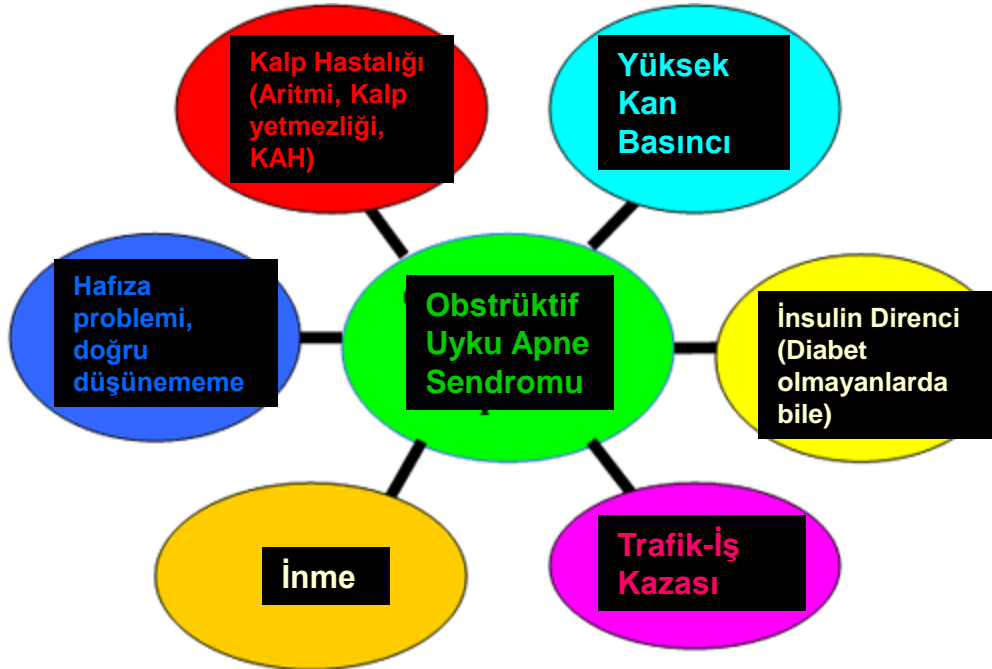 Kalp Hastalığı
(Aritmi, Kalp
yetmezliği,
KAH)
Yüksek
Kan
Basıncı
Hafıza
problemi,
doğru
düşünememe
Obstrüktif
Uyku Apne
Sendromu
İnsulin Direnci
(Diabet
olmayanlarda
bile)
İnme
Trafik-İş
Kazası